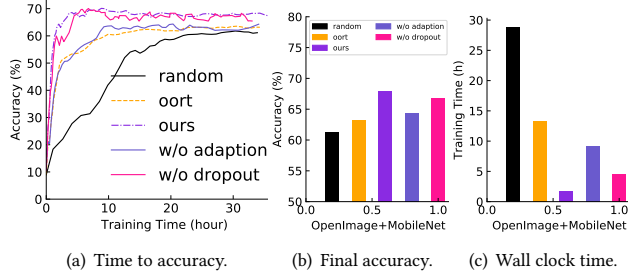 70
60
50
40
30
20
10
0
Accuracy (%)
0
10
20
30
Training Time (hour)
random
oort
ours
w/o adaption
w/o dropout
(a) Time to accuracy.
80
75
70
65
60
55
50
Accuracy (%)
random
oort
ours
w/o adaption
w/o dropout
0.0
0.5
1.0
OpenImage+MobileNet
(b) Final accuracy.
30
25
20
15
10
5
0
Training Time (h)
0.0
0.5
1.0
OpenImage+MobileNet
(c) Wall clock time.